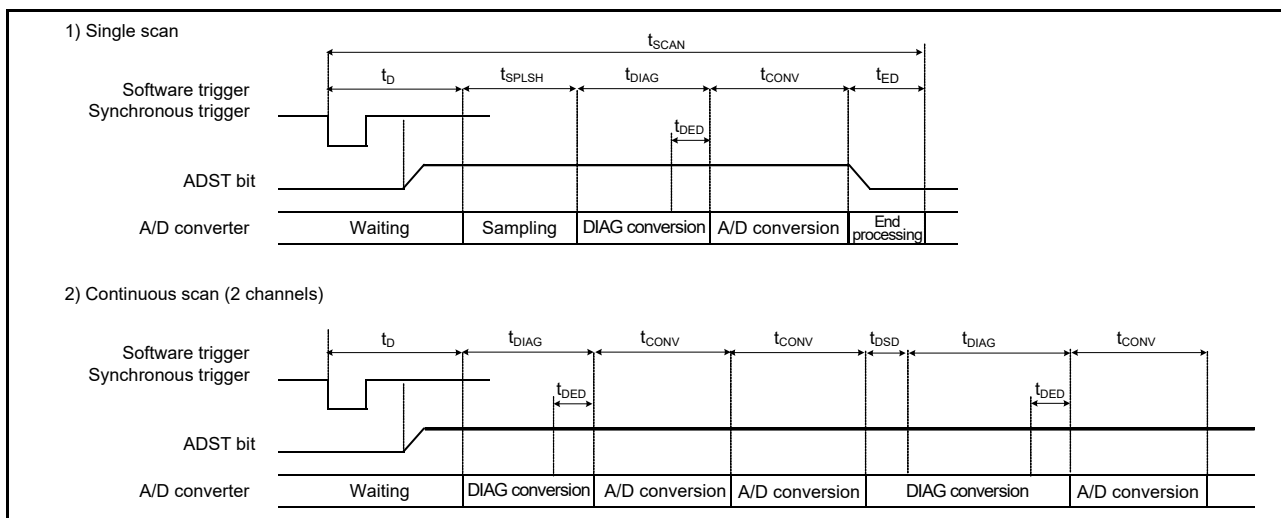 1) Single scan
tSCAN
tD tSPLSH tDIAG tCONV tED
Software trigger
Synchronous trigger
tDED
ADST bit
A/D converter Waiting Sampling DIAG conversion A/D conversion End processing
2) Continuous scan (2 channels)
tD tDIAG tCONV tCONV tDSD tDIAG tCONV
Software trigger
Synchronous trigger
tDED tDED
ADST bit
A/D converter Waiting DIAG conversion A/D conversion A/D conversion DIAG conversion A/D conversion